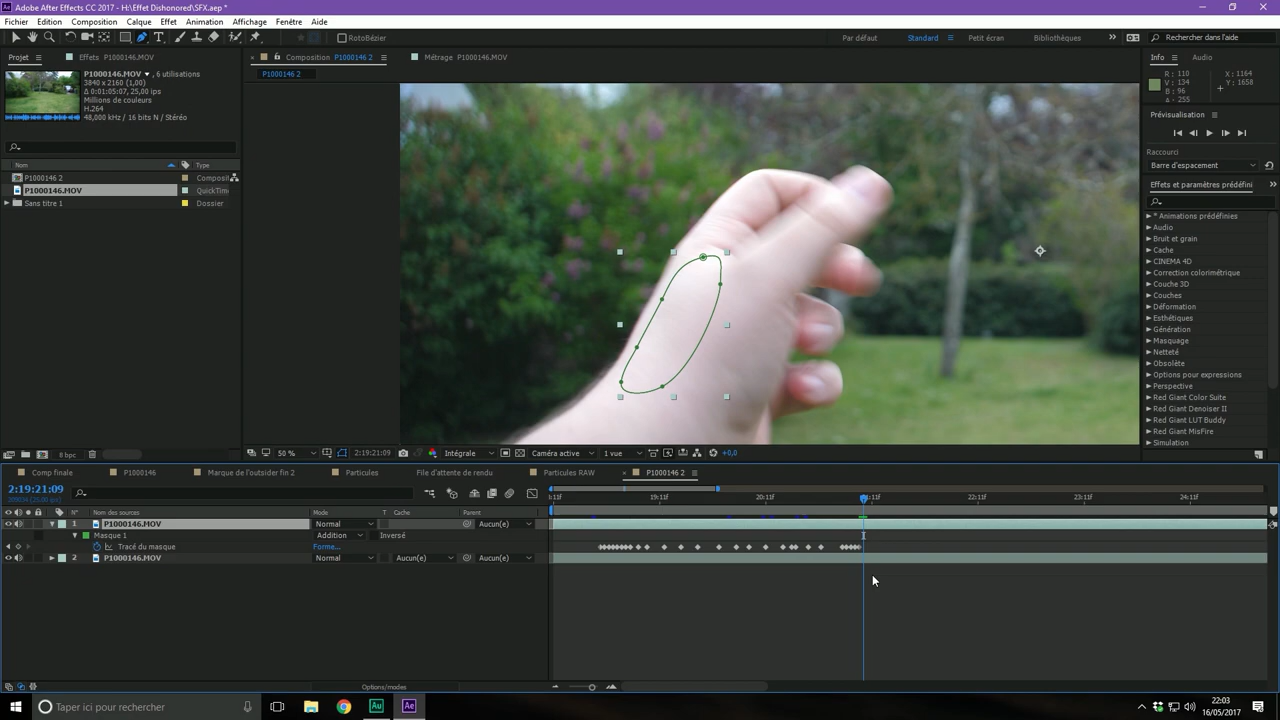 Adobe After Effects CC 2017 - H:\Effet Dishonored\SFX.aep *
Fichier Edition Composition Calque Effet Animation Affichage Fenêtre Aide
RotoBézier Par défaut Standard Petit écran Bibliothèques Rechercher dans l'aide
Projet Effets P1000146.MOV Composition P1000146 2 Métrage P1000146.MOV Info Audio
P1000146 2
P1000146.MOV , 6 utilisations
3840 x 2160 (1,00)
Δ 0:01:05:07, 25,00 ips
Millions de couleurs
H.264
48,000 kHz / 16 bits N / Stéréo
R : 110
V : 134
B : 96
A : 255
X : 1164
Y : 1658
Prévisualisation
Raccourci
Barre d'espacement
Nom Type
P1000146 2 Composit
P1000146.MOV QuickTim
Sans titre 1 Dossier
Effets et paramètres prédéfini
* Animations prédéfinies
Audio
Bruit et grain
Cache
CINEMA 4D
Correction colorimétrique
Couche 3D
Couches
Déformation
Esthétiques
Génération
Masquage
Netteté
Obsolète
Options pour expressions
Perspective
Red Giant Color Suite
Red Giant Denoiser II
Red Giant LUT Buddy
Red Giant MisFire
Simulation
8 bpc
50 % 2:19:21:09 Intégrale Caméra active 1 vue +0,0
Comp finale P1000146 Marque de l'outsider fin 2 Particules File d'attente de rendu Particules RAW P1000146 2
2:19:21:09
19:11F 20:11F 22:11F 23:11F 24:11F
N° Nom des sources Mode T Cache Parent
1 P1000146.MOV Normal Aucun(e)
Masque 1 Addition Inversé
Tracé du masque Forme...
2 P1000146.MOV Normal Aucun(e) Aucun(e)
Options/modes
Taper ici pour rechercher
Au Ae
22:03
16/05/2017